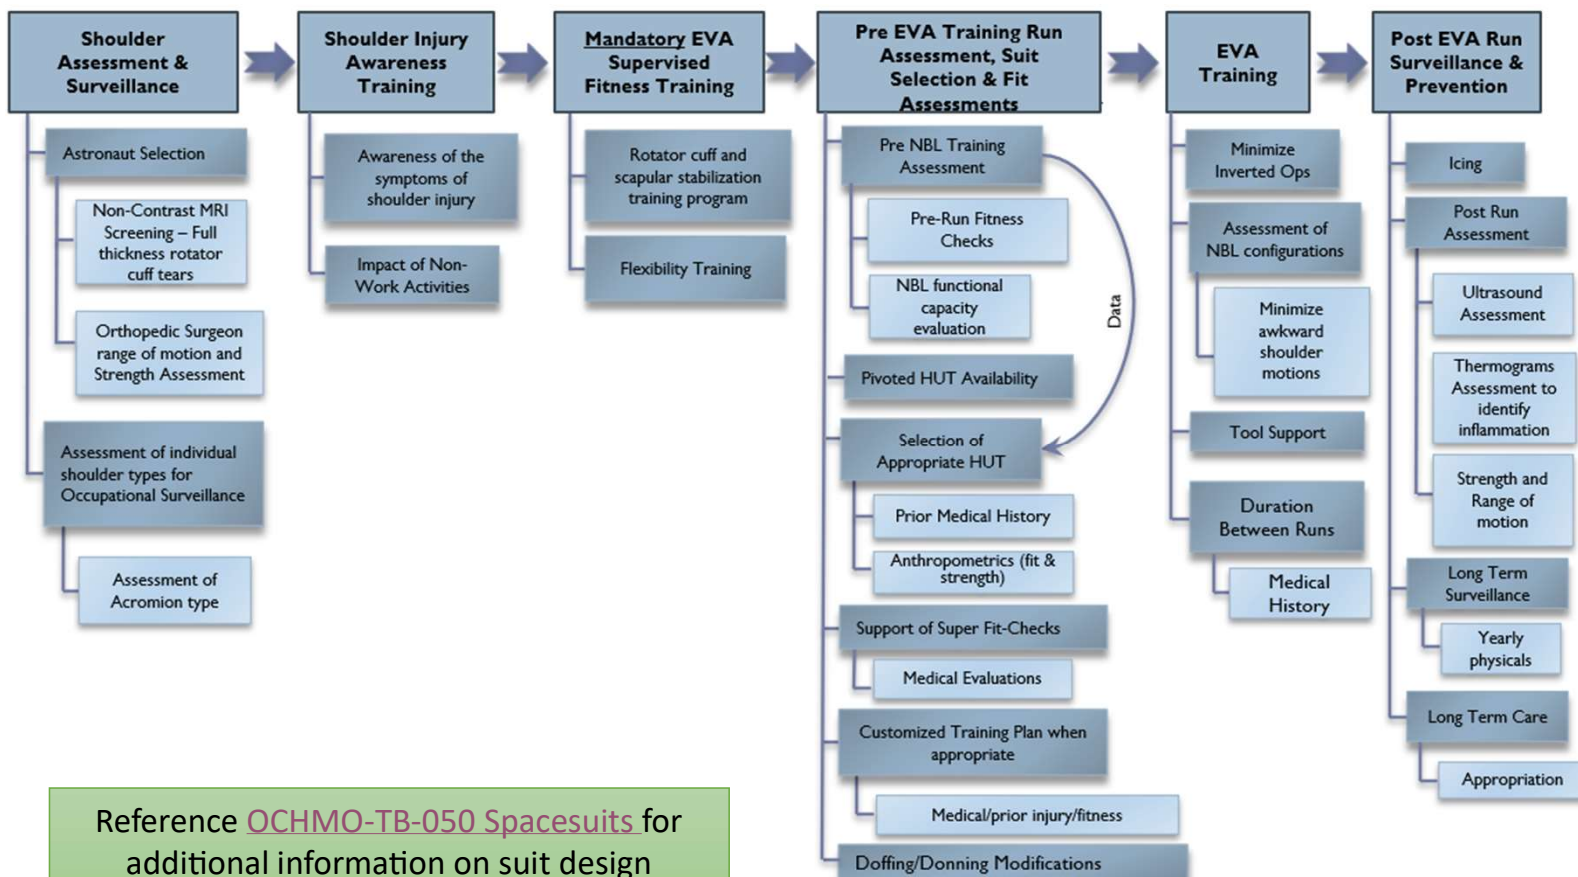 Shoulder
Assessment &
Surveillance
Astronaut Selection
Non-Contrast MRI
Screening – Full
thickness rotator
cuff tears
Orthopedic Surgeon
range of motion and
Strength Assessment
Assessment of individual
shoulder types for
Occupational Surveillance
Assessment of
Acromion type
Shoulder Injury
Awareness
Training
Awareness of the
symptoms of
shoulder injury
Impact of Non-
Work Activities
Mandatory EVA
Supervised
Fitness Training
Rotator cuff and
scapular stabilization
training program
Flexibility Training
Pre EVA Training Run
Assessment, Suit
Selection & Fit
Assessments
Pre NBL Training
Assessment
Pre-Run Fitness
Checks
NBL functional
capacity
evaluation
Data
Pivoted HUT Availability
Selection of
Appropriate HUT
Prior Medical History
Anthropometrics (fit &
strength)
Support of Super Fit-Checks
Medical Evaluations
Customized Training Plan when
appropriate
Medical/prior injury/fitness
Doffing/Donning Modifications
EVA
Training
Minimize
Inverted Ops
Assessment of
NBL configurations
Minimize
awkward
shoulder
motions
Tool Support
Duration
Between Runs
Medical
History
Post EVA Run
Surveillance &
Prevention
Icing
Post Run
Assessment
Ultrasound
Assessment
Thermograms
Assessment to
identify
inflammation
Strength and
Range of
motion
Long Term
Surveillance
Yearly
physicals
Long Term Care
Appropriation
Reference OCHMO-TB-050 Spacesuits for
additional information on suit design